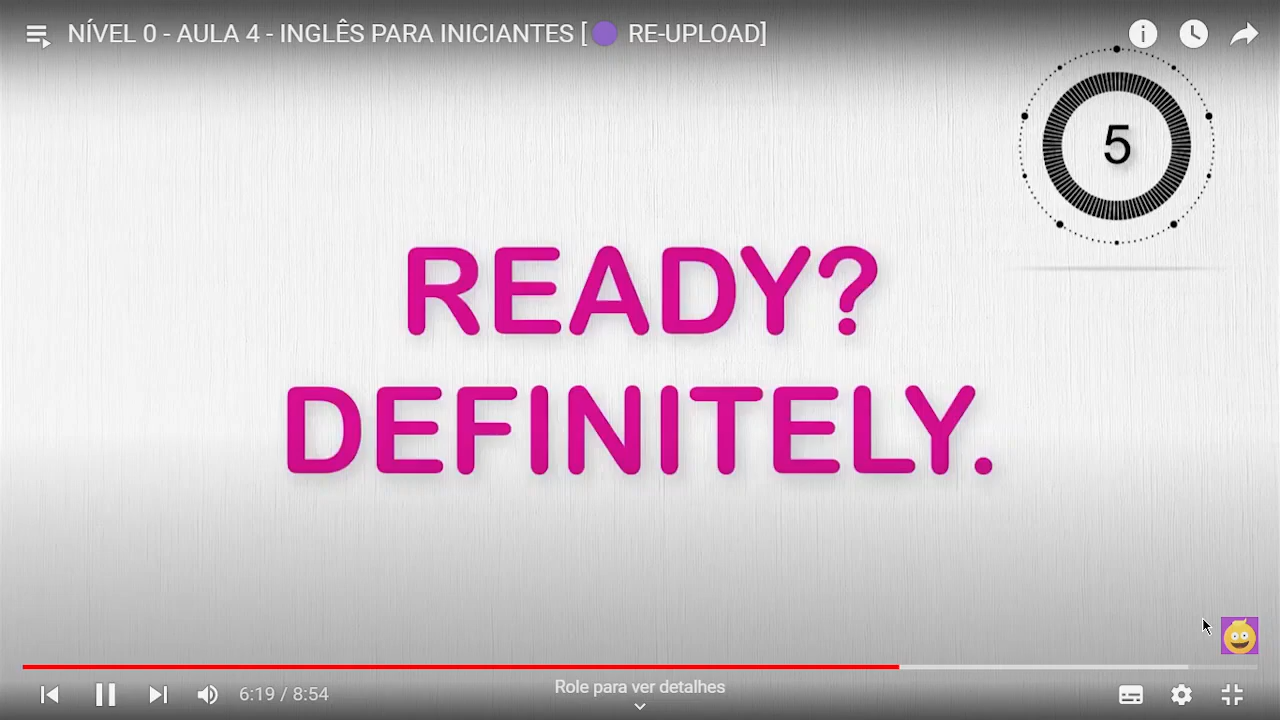 NÍVEL 0 - AULA 4 - INGLÊS PARA INICIANTES [🟣 RE-UPLOAD]
5
READY?
DEFINITELY.
6:19 / 8:54
Role para ver detalhes